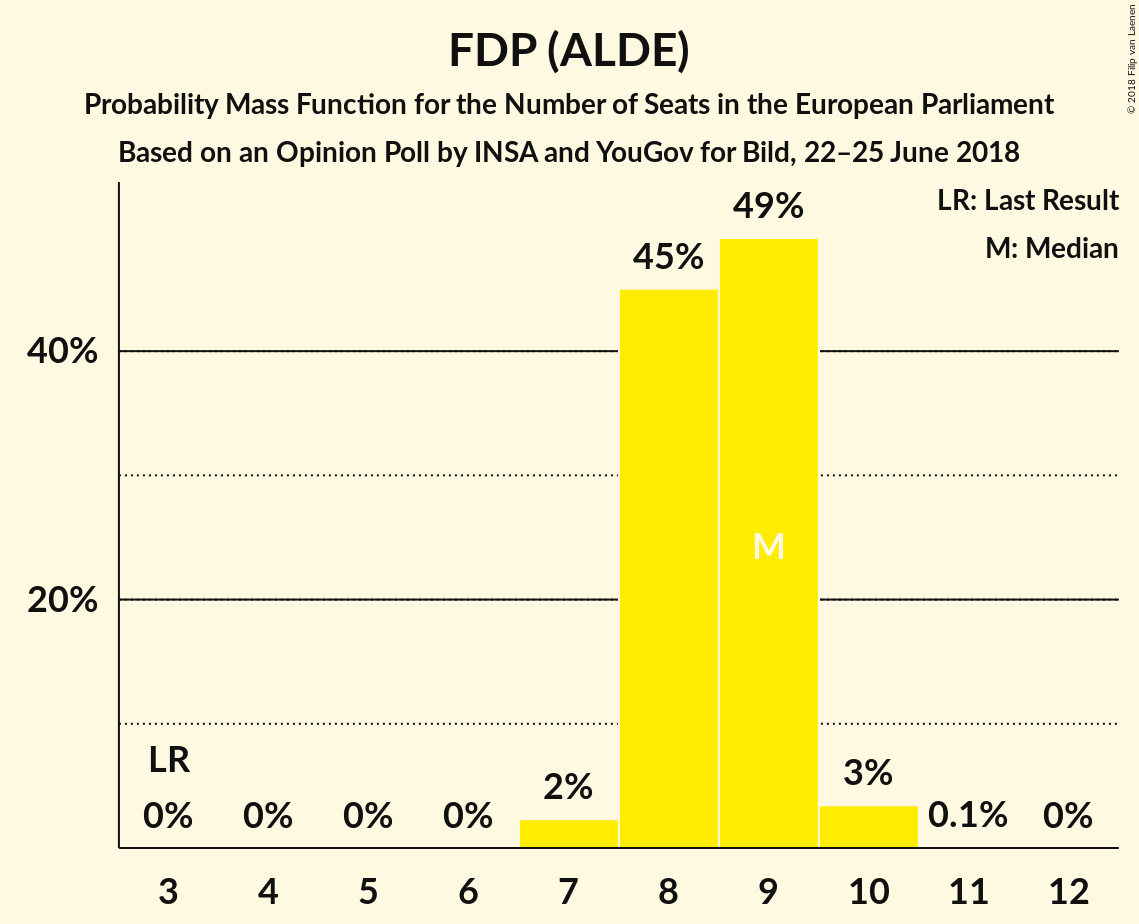 FDP (ALDE)
Probability Mass Function for the Number of Seats in the European Parliament
Based on an Opinion Poll by INSA and YouGov for Bild, 22–25 June 2018
© 2018 Filip van Laenen
LR: Last Result
M: Median
49%
45%
40%
M
20%
LR
0%
0%
0%
0%
2%
3%
0.1%
0%
3 4 5 6 7 8 9 10 11 12